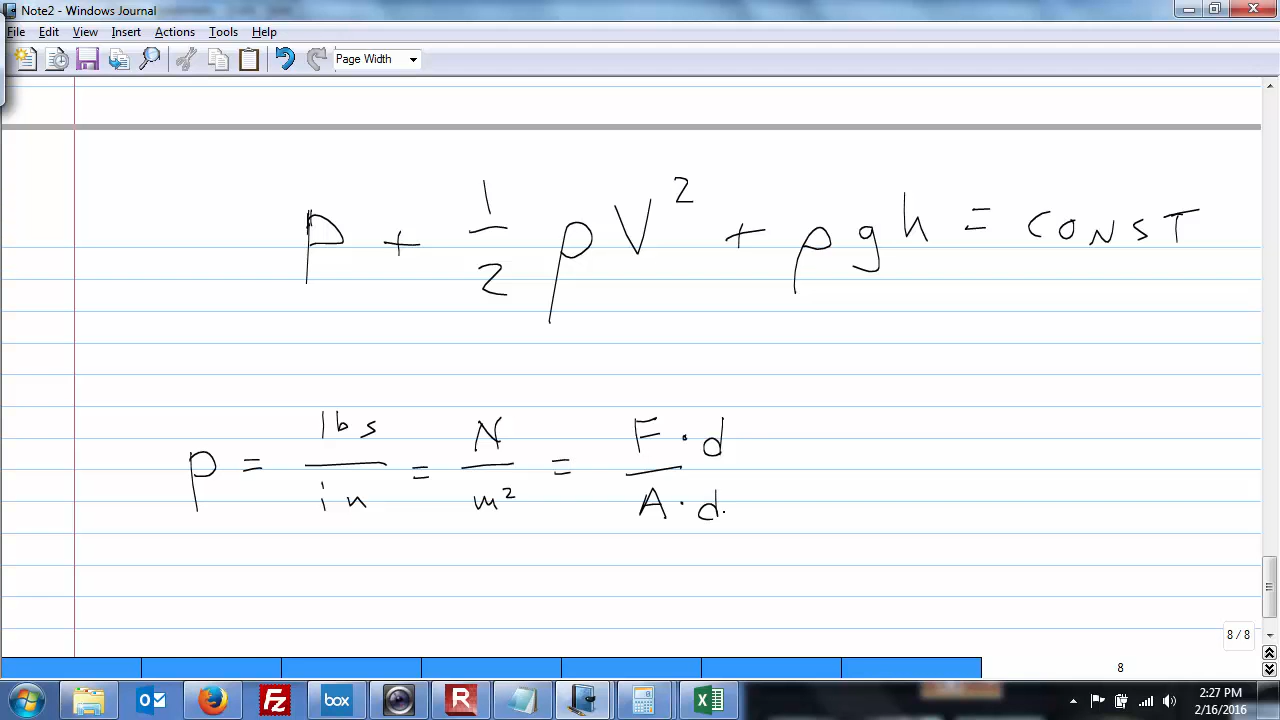 Note2 - Windows Journal
File Edit View Insert Actions Tools Help
Page Width
P + 1/2 ρV² + ρgh = CONST
p = lbs/in = N/m² = F·d/A·d
8 / 8
8
box
R
2:27 PM
2/16/2016